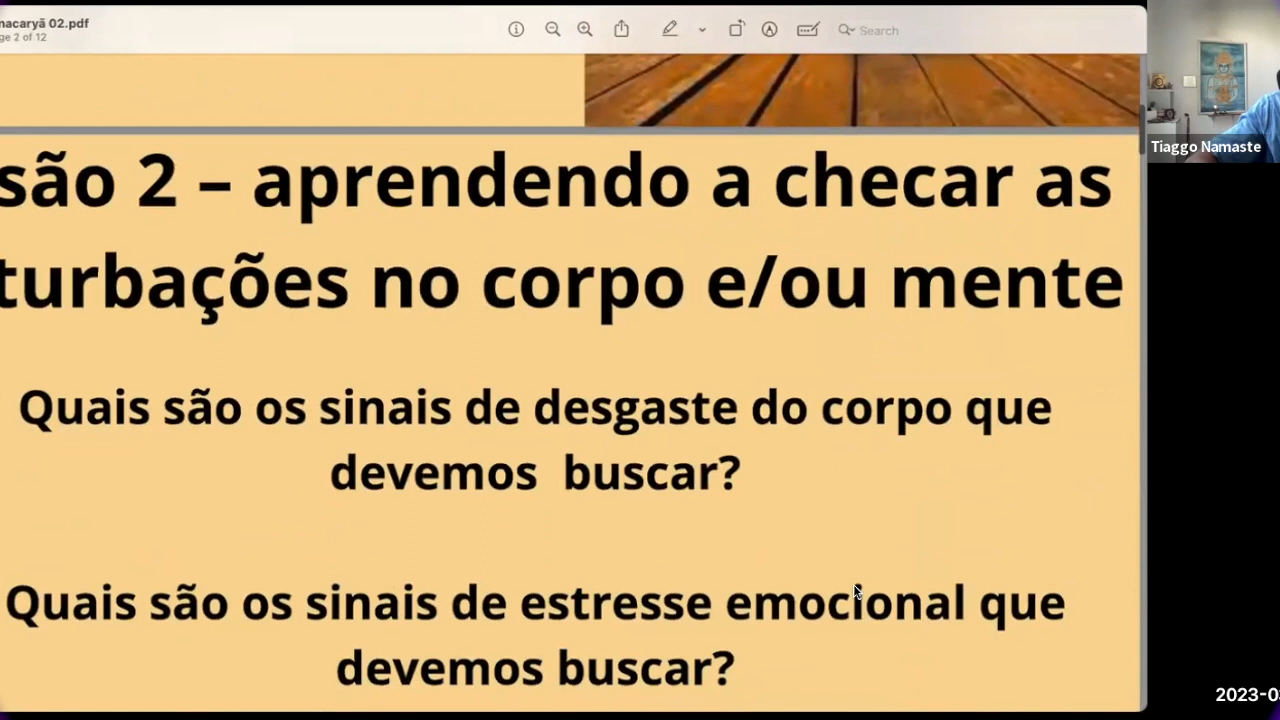 nacaryã 02.pdf
ge 2 of 12
Search
Tiaggo Namaste
são 2 – aprendendo a checar as
turbações no corpo e/ou mente
Quais são os sinais de desgaste do corpo que
devemos buscar?
Quais são os sinais de estresse emocional que
devemos buscar?
2023-0